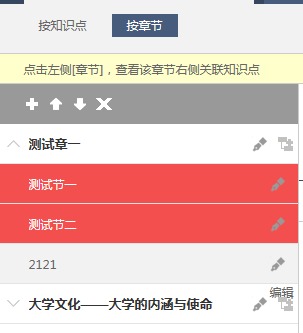 按知识点 按章节
点击左侧[章节]，查看该章节右侧关联知识点
测试章一
测试节一
测试节二
2121
编辑
大学文化——大学的内涵与使命